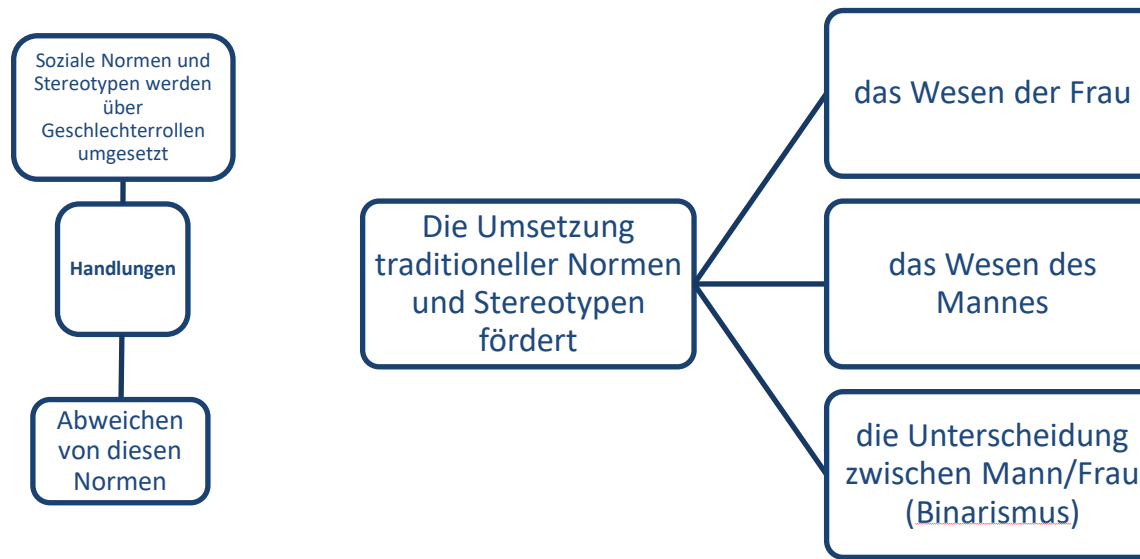 Soziale Normen und
Stereotypen werden
über
Geschlechterrollen
umgesetzt
Handlungen
Abweichen
von diesen
Normen
Die Umsetzung
traditioneller Normen
und Stereotypen
fördert
das Wesen der Frau
das Wesen des
Mannes
die Unterscheidung
zwischen Mann/Frau
(Binarismus)